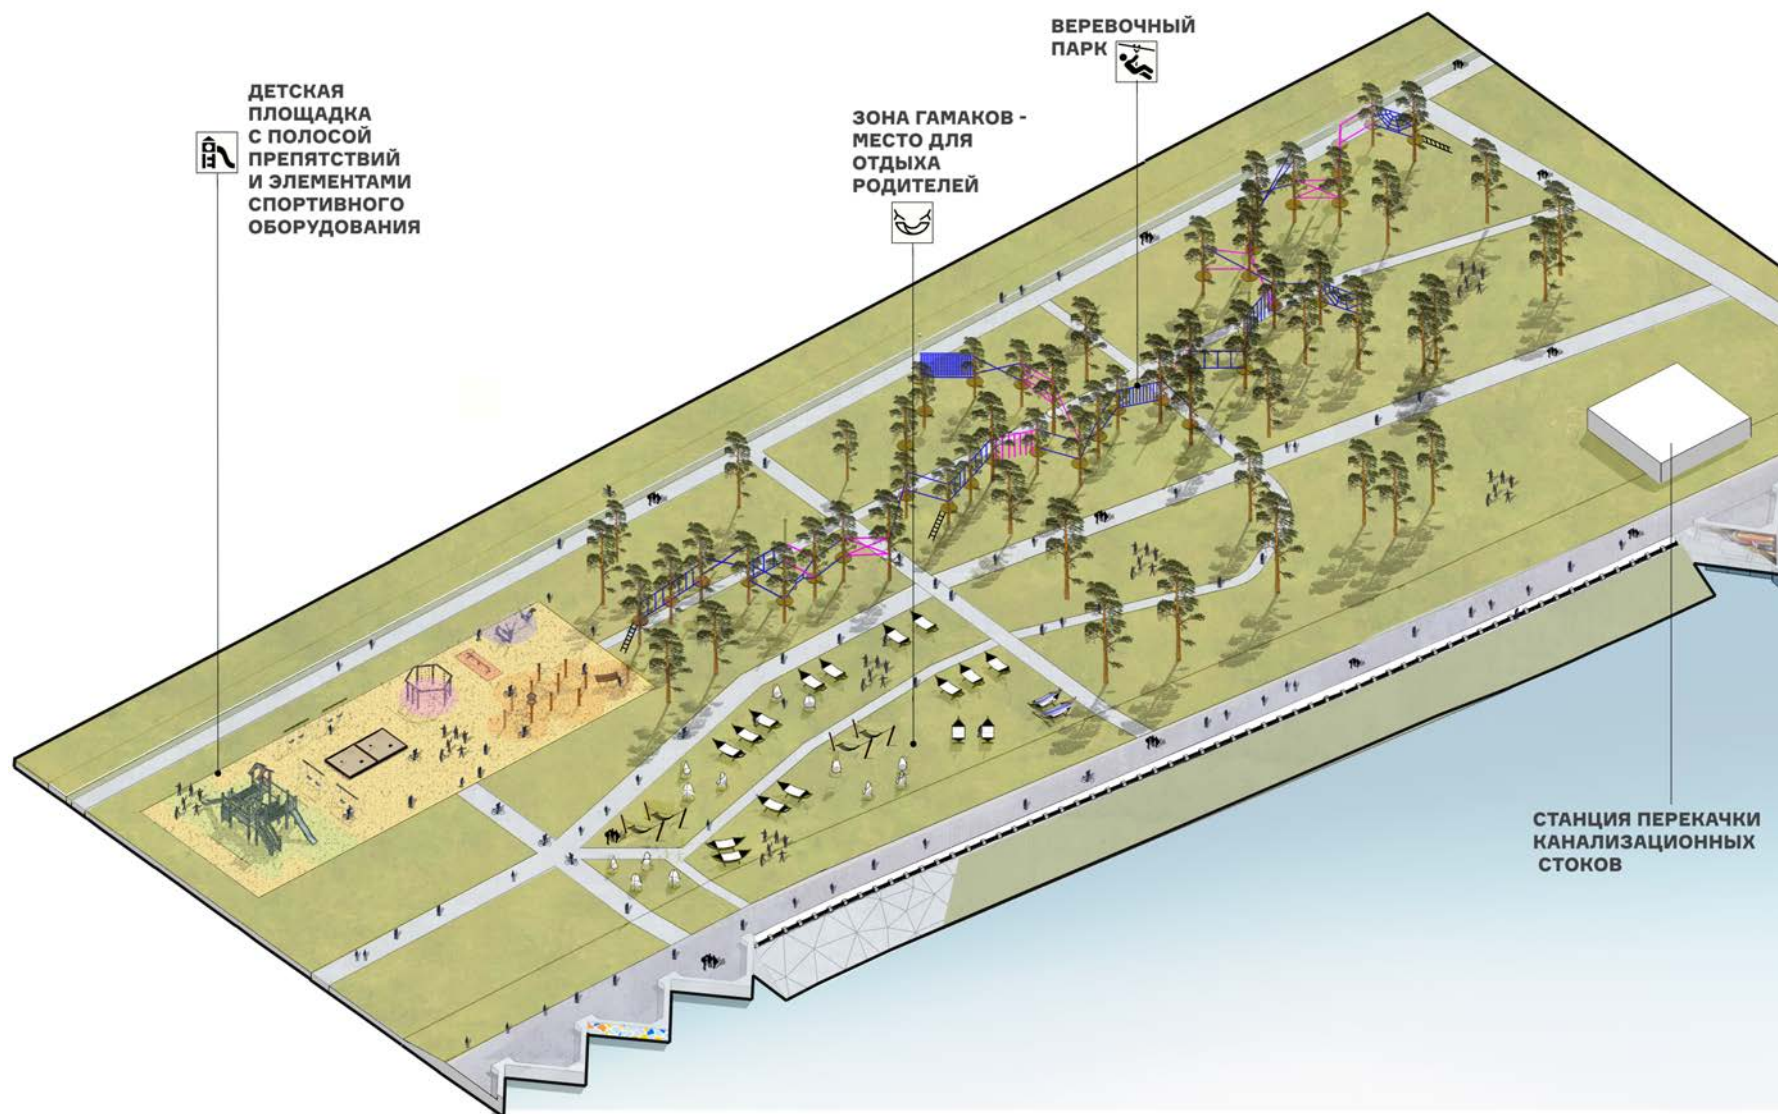 ВЕРЕВОЧНЫЙ
ПАРК
ДЕТСКАЯ
ПЛОЩАДКА
С ПОЛОСОЙ
ПРЕПЯТСТВИЙ
И ЭЛЕМЕНТАМИ
СПОРТИВНОГО
ОБОРУДОВАНИЯ
ЗОНА ГАМАКОВ -
МЕСТО ДЛЯ
ОТДЫХА
РОДИТЕЛЕЙ
СТАНЦИЯ ПЕРЕКАЧКИ
КАНАЛИЗАЦИОННЫХ
СТОКОВ